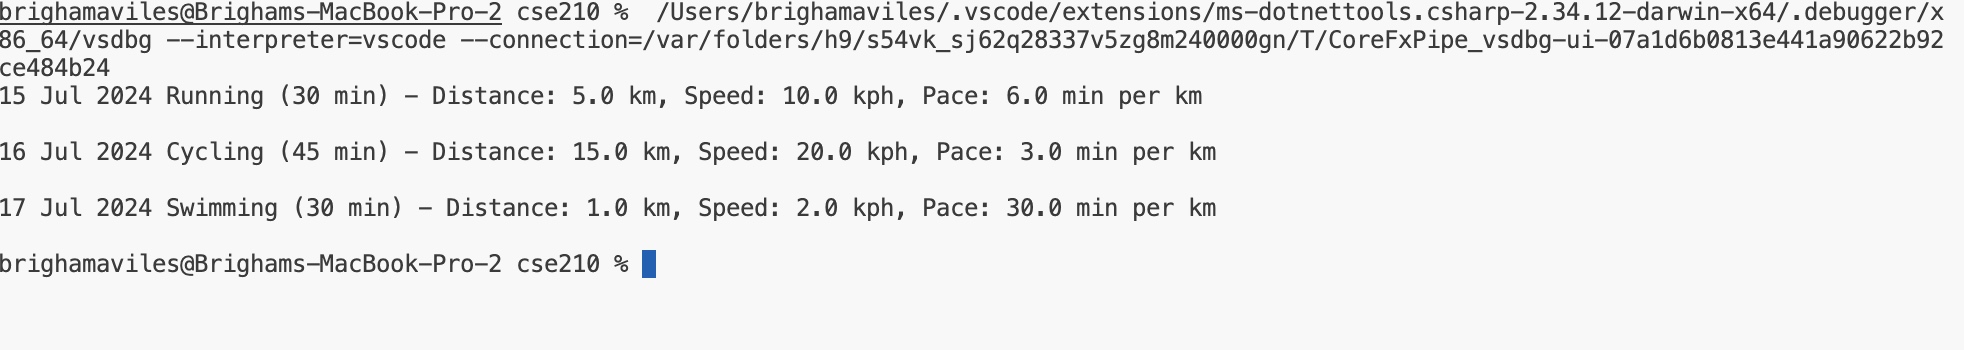 brighamaviles@Brighams-MacBook-Pro-2 cse210 %  /Users/brighamaviles/.vscode/extensions/ms-dotnettools.csharp-2.34.12-darwin-x64/.debugger/x
86_64/vsdbg --interpreter=vscode --connection=/var/folders/h9/s54vk_sj62q28337v5zg8m240000gn/T/CoreFxPipe_vsdbg-ui-07a1d6b0813e441a90622b92
ce484b24
15 Jul 2024 Running (30 min) - Distance: 5.0 km, Speed: 10.0 kph, Pace: 6.0 min per km
16 Jul 2024 Cycling (45 min) - Distance: 15.0 km, Speed: 20.0 kph, Pace: 3.0 min per km
17 Jul 2024 Swimming (30 min) - Distance: 1.0 km, Speed: 2.0 kph, Pace: 30.0 min per km
brighamaviles@Brighams-MacBook-Pro-2 cse210 %